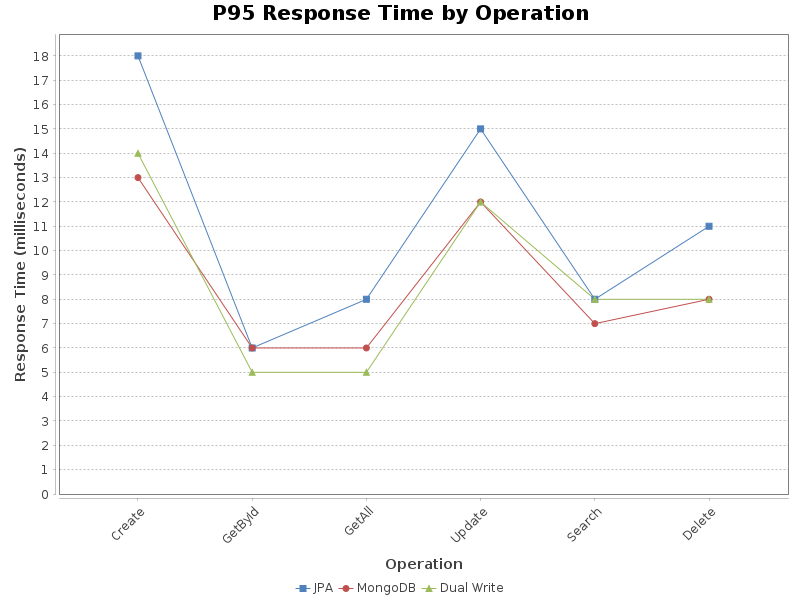 P95 Response Time by Operation
Response Time (milliseconds)
18
17
16
15
14
13
12
11
10
9
8
7
6
5
4
3
2
1
0
Create
GetById
GetAll
Update
Search
Delete
Operation
JPA MongoDB Dual Write